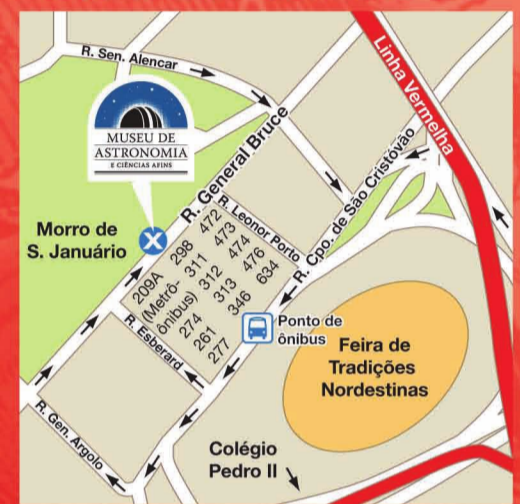 R. Sen. Alencar
Linha Vermelha
MUSEU DE
ASTRONOMIA
E CIÊNCIAS AFINS
R. General Bruce
R. Cpo. de São Cristóvão
R. Leonor Porto
Morro de
S. Januário
209A 298 472
(Metrô- 311 473
ônibus) 312 474
274 313 476
261 346 634
277
R. Esberard
Ponto de
ônibus
Feira de
Tradições
Nordestinas
R. Gen. Argolo
Colégio
Pedro II